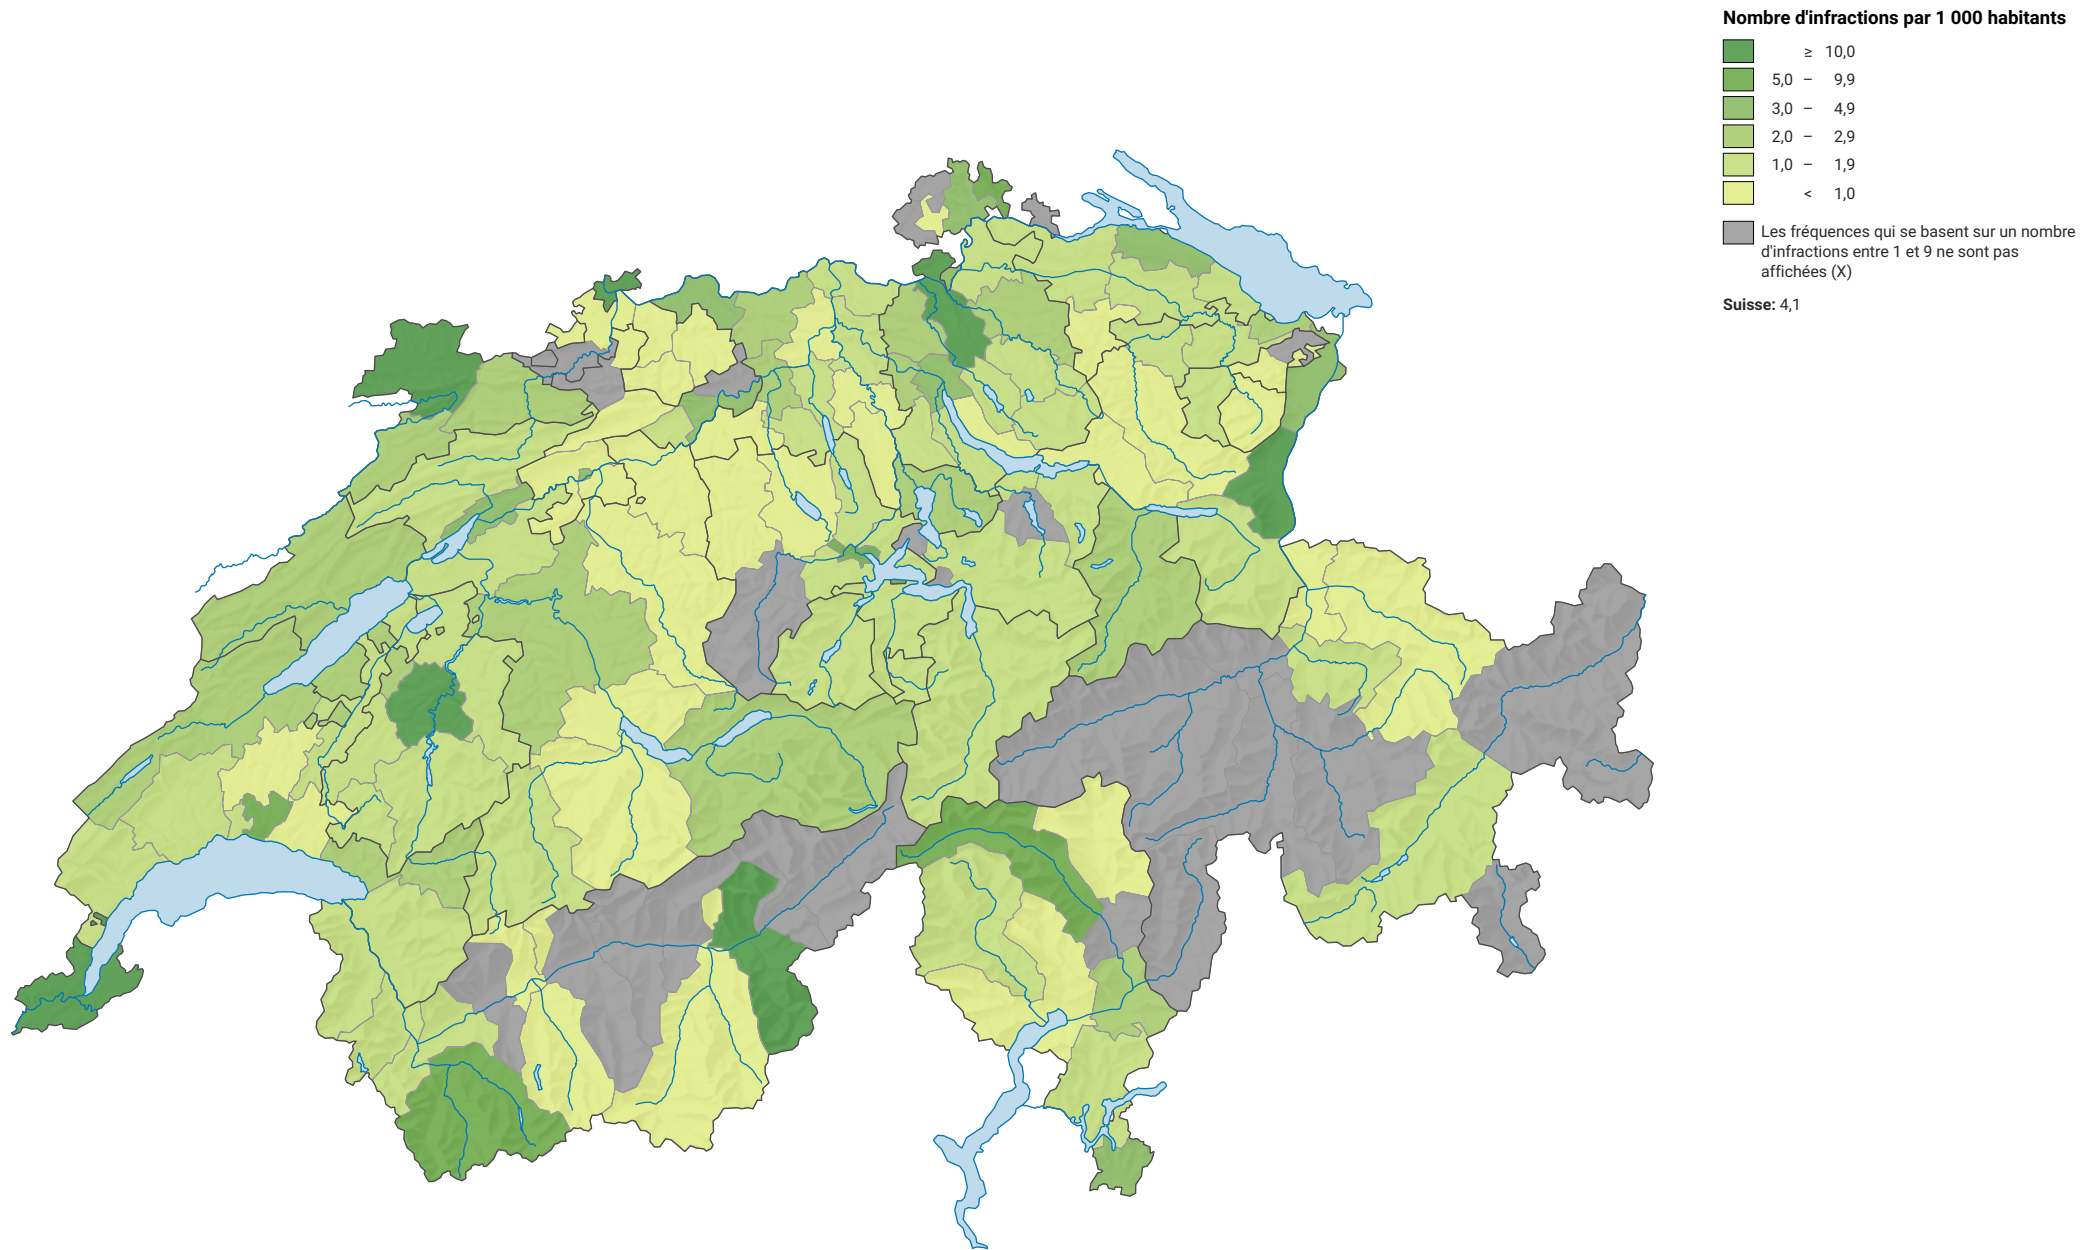 Nombre d'infractions par 1 000 habitants
≥ 10,0
5,0 – 9,9
3,0 – 4,9
2,0 – 2,9
1,0 – 1,9
< 1,0
Les fréquences qui se basent sur un nombre
d'infractions entre 1 et 9 ne sont pas
affichées (X)
Suisse: 4,1